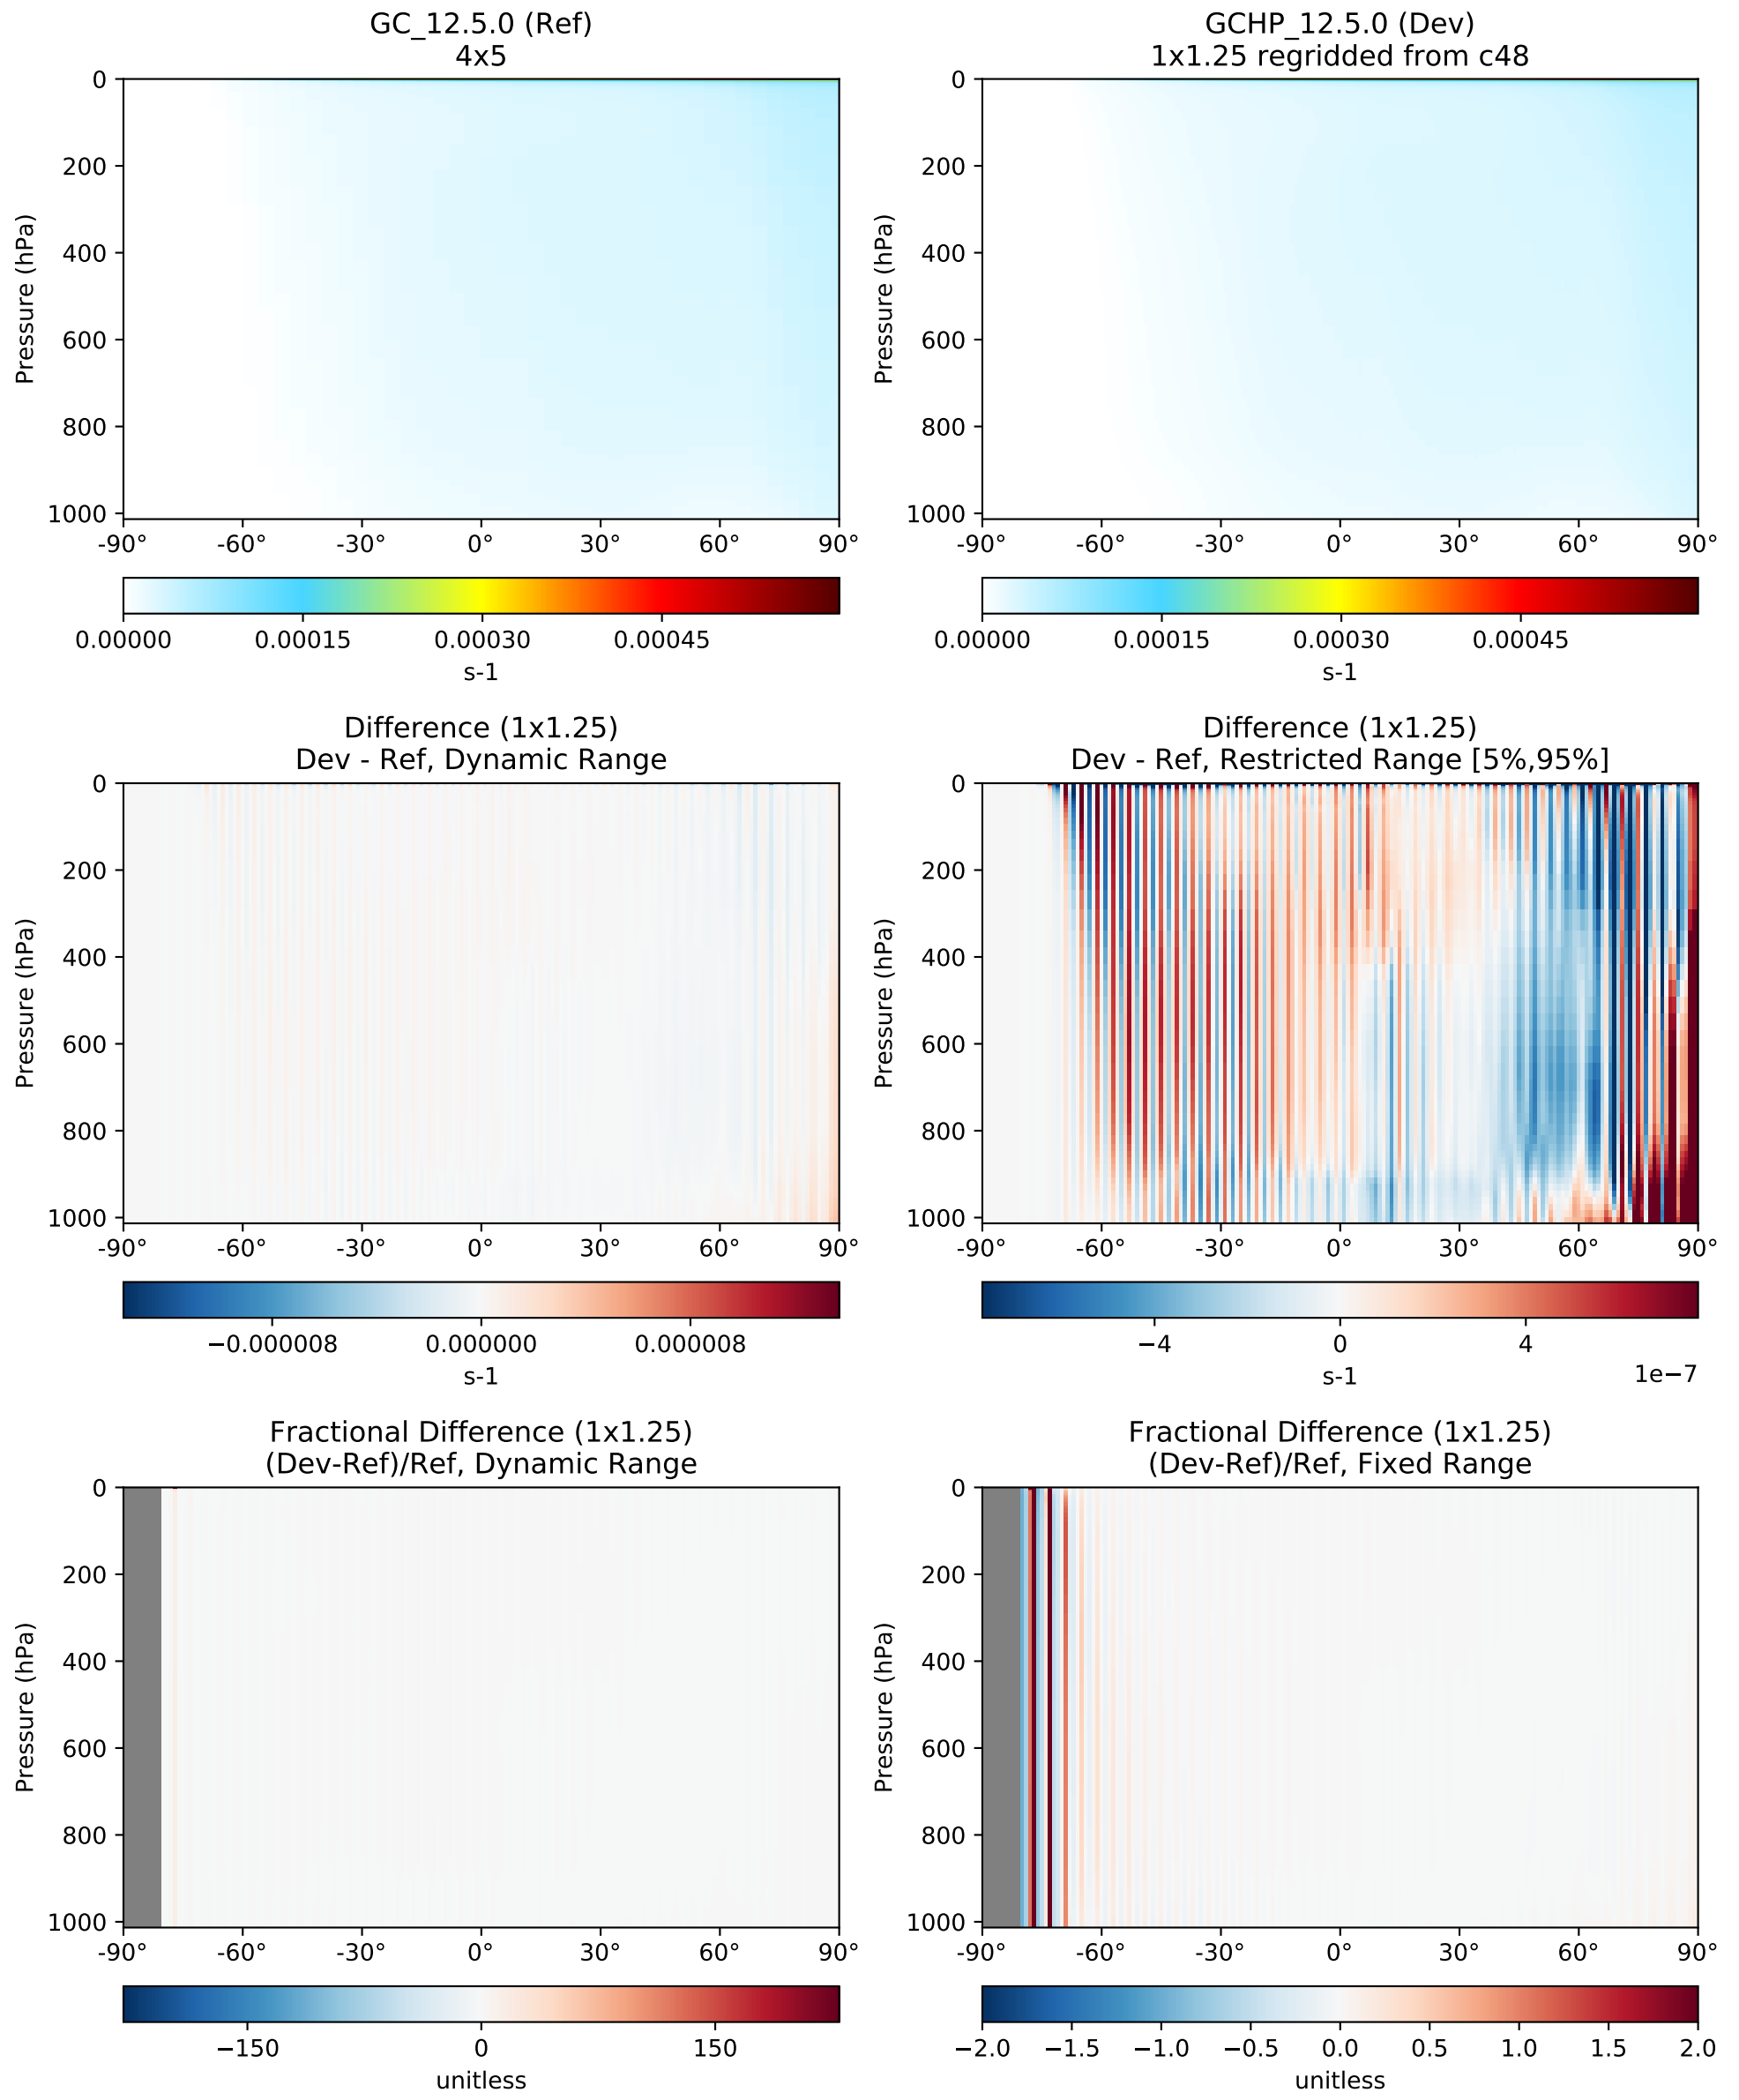 GC_12.5.0 (Ref)
4x5
0
200
400
600
800
1000
Pressure (hPa)
-90° -60° -30° 0° 30° 60° 90°
0.00000 0.00015 0.00030 0.00045
s-1
GCHP_12.5.0 (Dev)
1x1.25 regridded from c48
0
200
400
600
800
1000
Pressure (hPa)
-90° -60° -30° 0° 30° 60° 90°
0.00000 0.00015 0.00030 0.00045
s-1
Difference (1x1.25)
Dev - Ref, Dynamic Range
0
200
400
600
800
1000
Pressure (hPa)
-90° -60° -30° 0° 30° 60° 90°
−0.000008 0.000000 0.000008
s-1
Difference (1x1.25)
Dev - Ref, Restricted Range [5%,95%]
0
200
400
600
800
1000
Pressure (hPa)
-90° -60° -30° 0° 30° 60° 90°
−4 0 4
s-1 1e−7
Fractional Difference (1x1.25)
(Dev-Ref)/Ref, Dynamic Range
0
200
400
600
800
1000
Pressure (hPa)
-90° -60° -30° 0° 30° 60° 90°
−150 0 150
unitless
Fractional Difference (1x1.25)
(Dev-Ref)/Ref, Fixed Range
0
200
400
600
800
1000
Pressure (hPa)
-90° -60° -30° 0° 30° 60° 90°
−2.0 −1.5 −1.0 −0.5 0.0 0.5 1.0 1.5 2.0
unitless